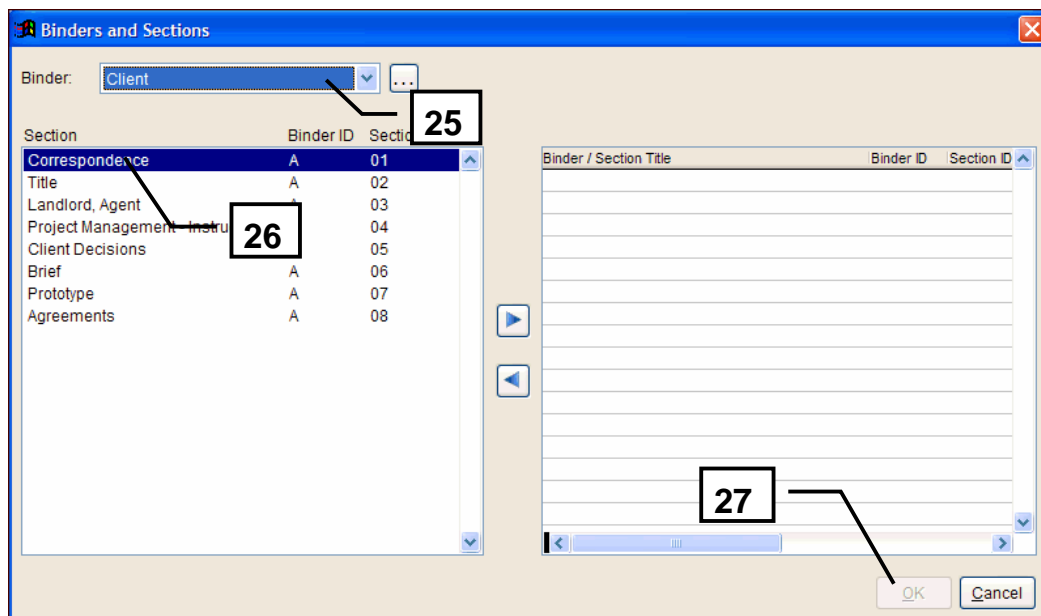 Binders and Sections
Binder: Client ...
25
Section Binder ID Sectio
Correspondence A 01
Title A 02
Landlord, Agent 03
Project Management - Instru 04
26
Client Decisions 05
Brief A 06
Prototype A 07
Agreements A 08
Binder / Section Title Binder ID Section ID
27
OK Cancel